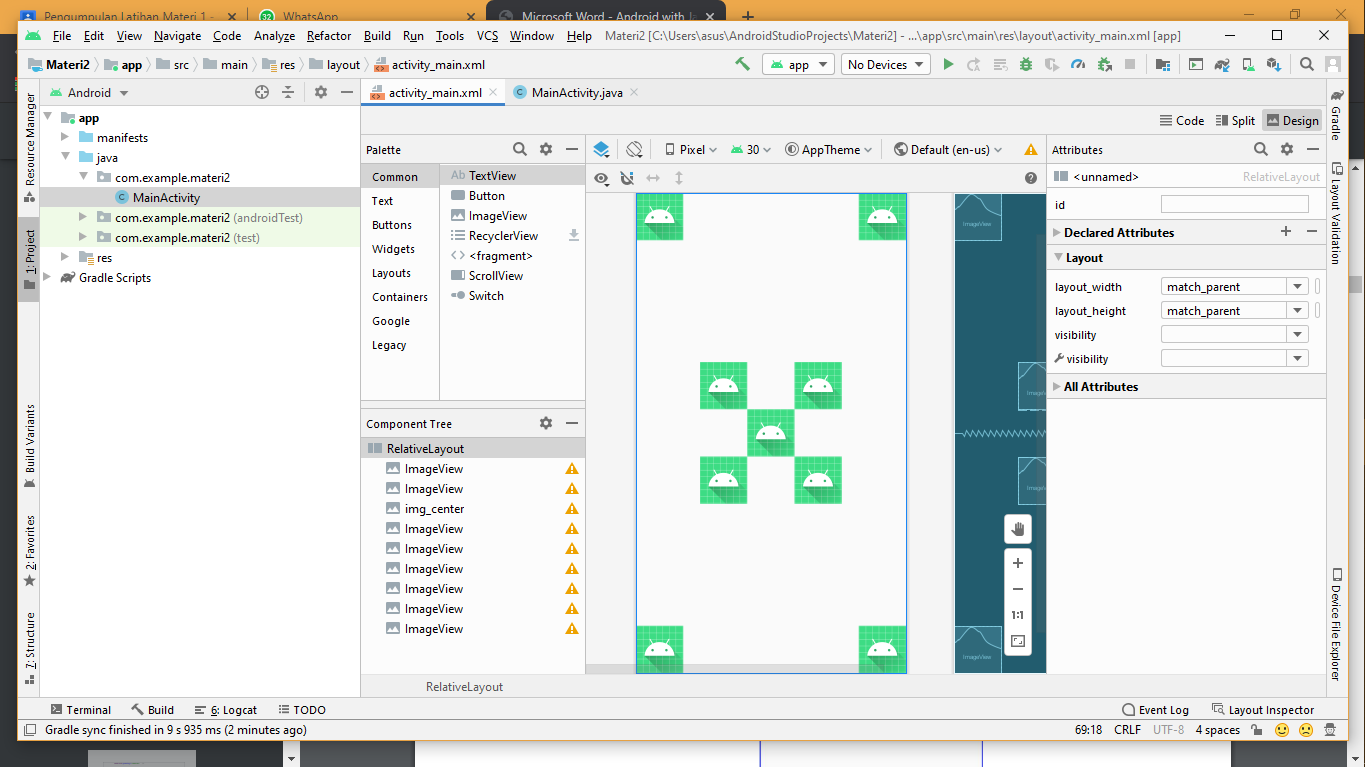 Pengumpulan Latihan Materi 1 -
32 WhatsApp
Microsoft Word - Android with Ja
File Edit View Navigate Code Analyze Refactor Build Run Tools VCS Window Help Materi2 [C:\Users\asus\AndroidStudioProjects\Materi2] - ...\app\src\main\res\layout\activity_main.xml [app]
Materi2 app src main res layout activity_main.xml app No Devices
Android
activity_main.xml MainActivity.java
Code Split Design
Resource Manager
1: Project
Build Variants
2: Favorites
7: Structure
app
manifests
java
com.example.materi2
MainActivity
com.example.materi2 (androidTest)
com.example.materi2 (test)
res
Gradle Scripts
Palette
Common
Text
Buttons
Widgets
Layouts
Containers
Google
Legacy
Ab TextView
Button
ImageView
RecyclerView
<fragment>
ScrollView
Switch
Component Tree
RelativeLayout
ImageView
ImageView
img_center
ImageView
ImageView
ImageView
ImageView
ImageView
ImageView
Pixel 30 AppTheme Default (en-us)
ImageView
ImageView
1:1
RelativeLayout
Attributes
<unnamed> RelativeLayout
id
Declared Attributes
Layout
layout_width match_parent
layout_height match_parent
visibility
visibility
All Attributes
Gradle
Layout Validation
Device File Explorer
Terminal Build 6: Logcat TODO Event Log Layout Inspector
Gradle sync finished in 9 s 935 ms (2 minutes ago) 69:18 CRLF UTF-8 4 spaces